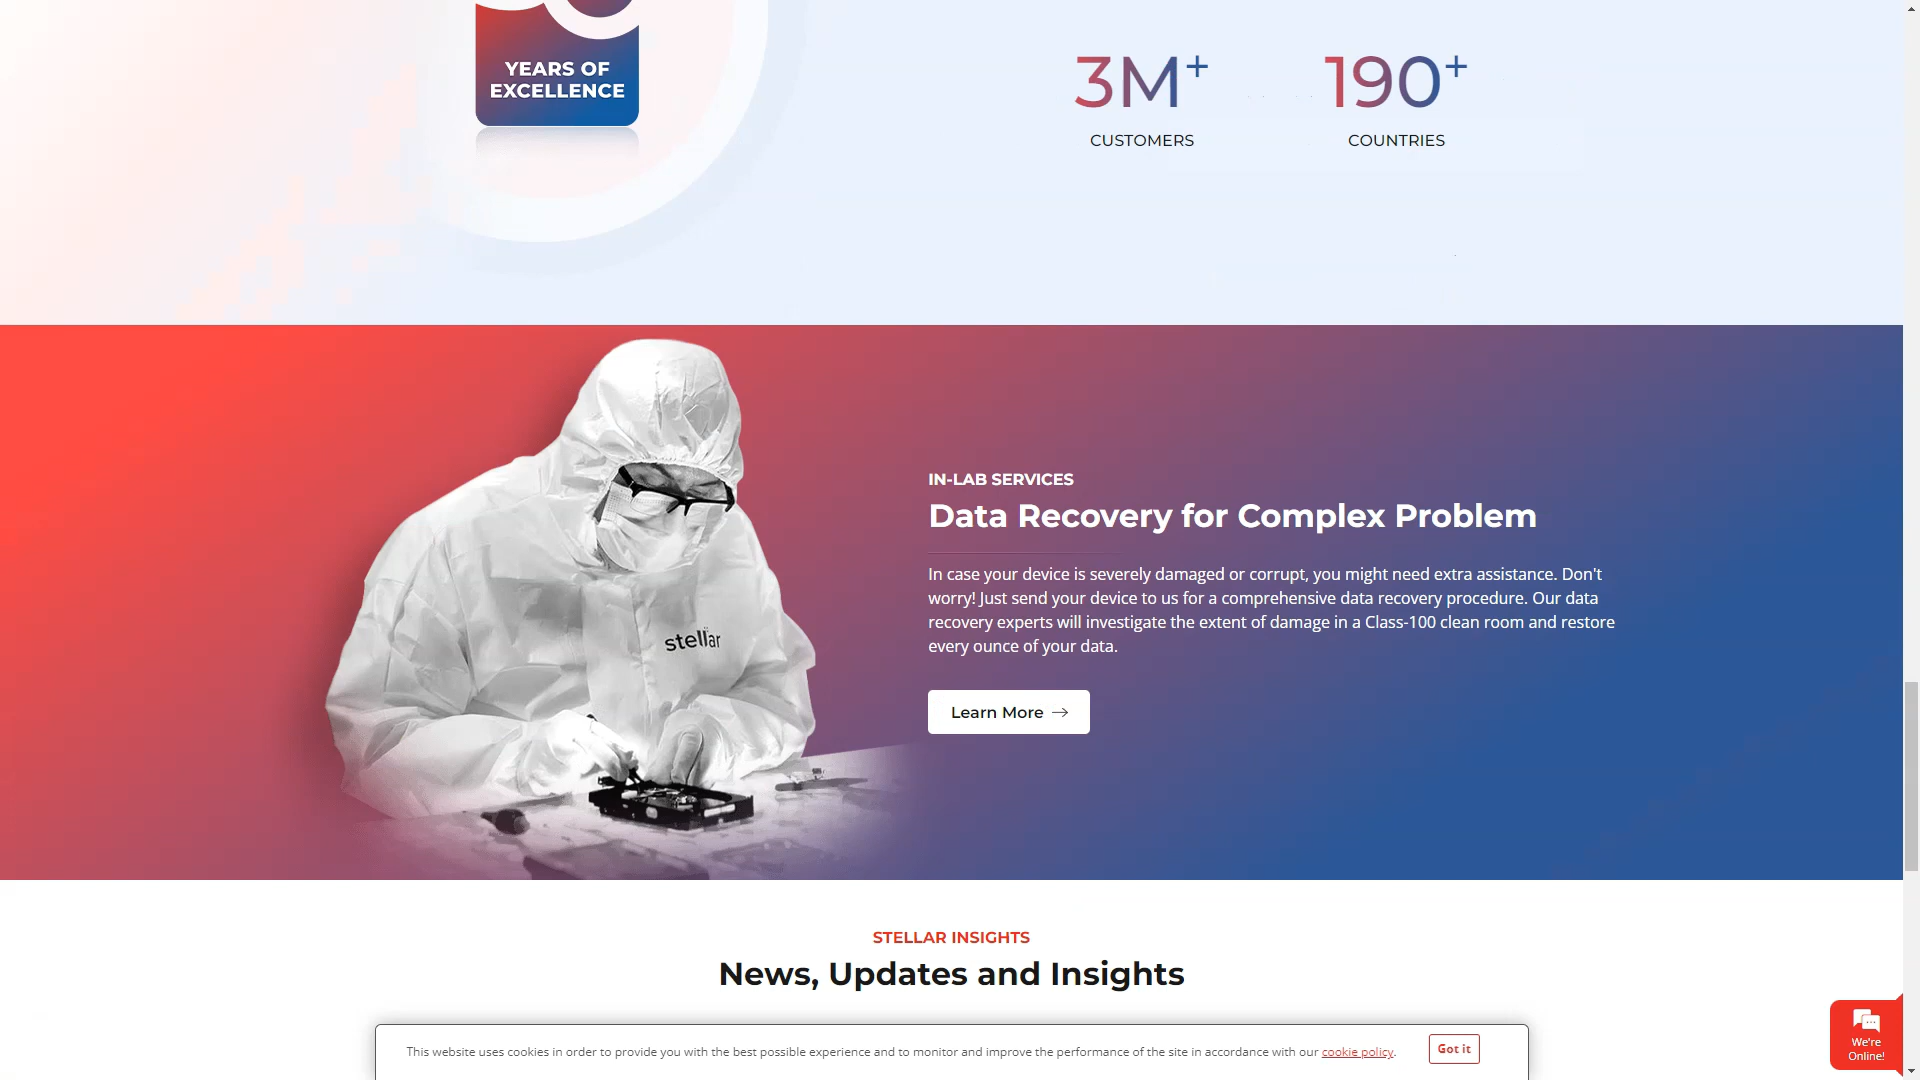 YEARS OF
EXCELLENCE
3M+
CUSTOMERS
190+
COUNTRIES
IN-LAB SERVICES
Data Recovery for Complex Problem
In case your device is severely damaged or corrupt, you might need extra assistance. Don't
worry! Just send your device to us for a comprehensive data recovery procedure. Our data
recovery experts will investigate the extent of damage in a Class-100 clean room and restore
every ounce of your data.
stellar
Learn More →
STELLAR INSIGHTS
News, Updates and Insights
This website uses cookies in order to provide you with the best possible experience and to monitor and improve the performance of the site in accordance with our cookie policy.
Got it
We're
Online!